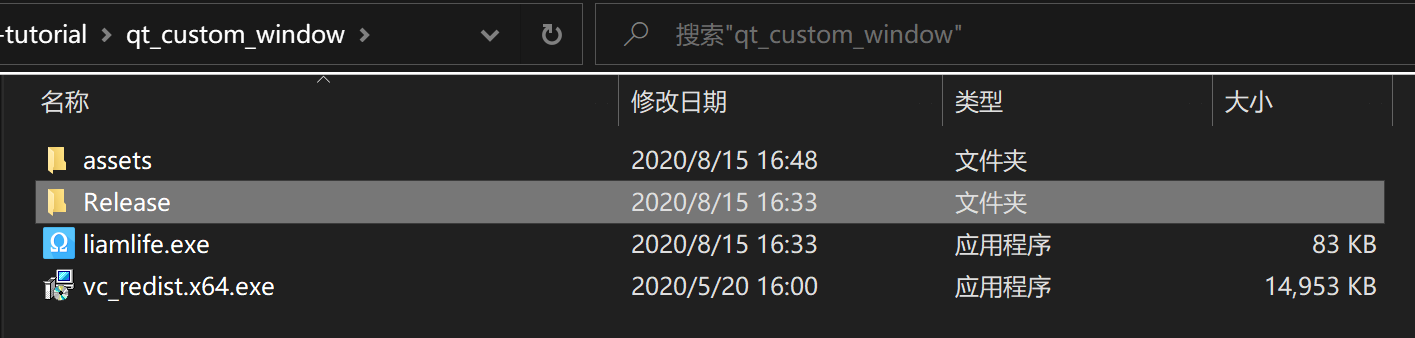 -tutorial > qt_custom_window >
搜索"qt_custom_window"
名称 修改日期 类型 大小
assets 2020/8/15 16:48 文件夹
Release 2020/8/15 16:33 文件夹
liamlife.exe 2020/8/15 16:33 应用程序 83 KB
vc_redist.x64.exe 2020/5/20 16:00 应用程序 14,953 KB